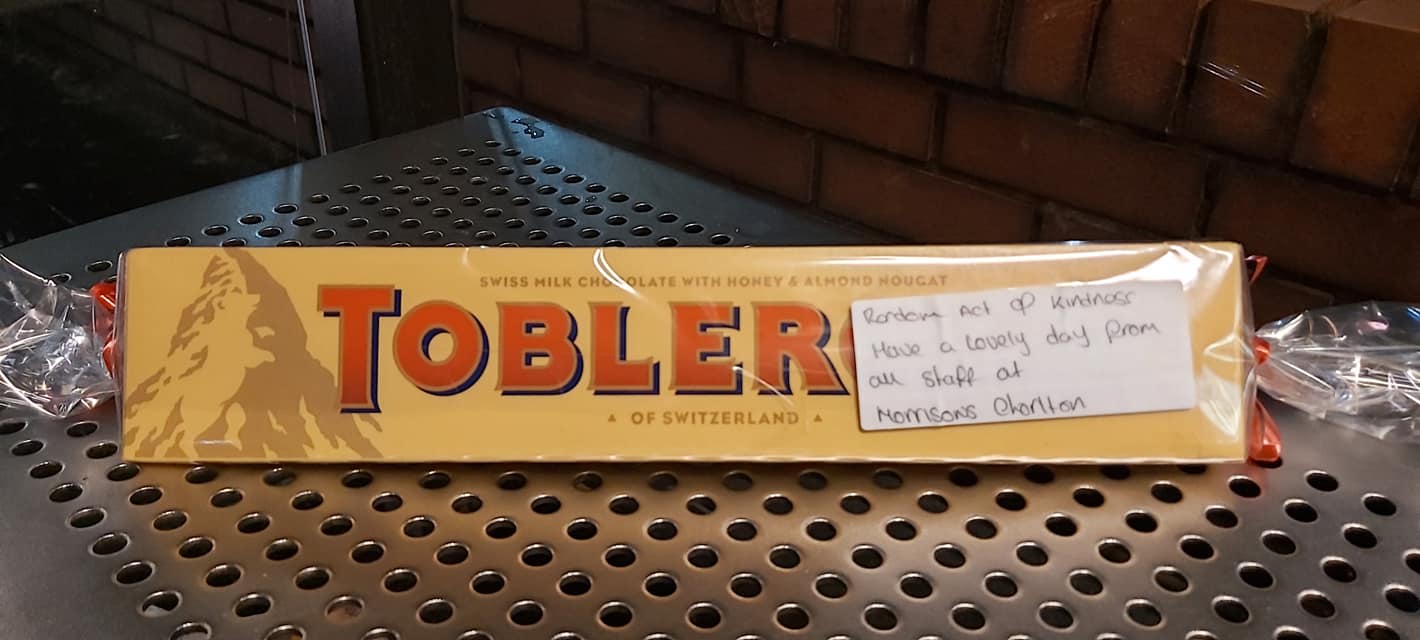 SWISS MILK CHOCOLATE WITH HONEY & ALMOND NOUGAT
TOBLER
OF SWITZERLAND
Random Act of Kindness
Have a lovely day from
all staff at
Morrisons Chorlton